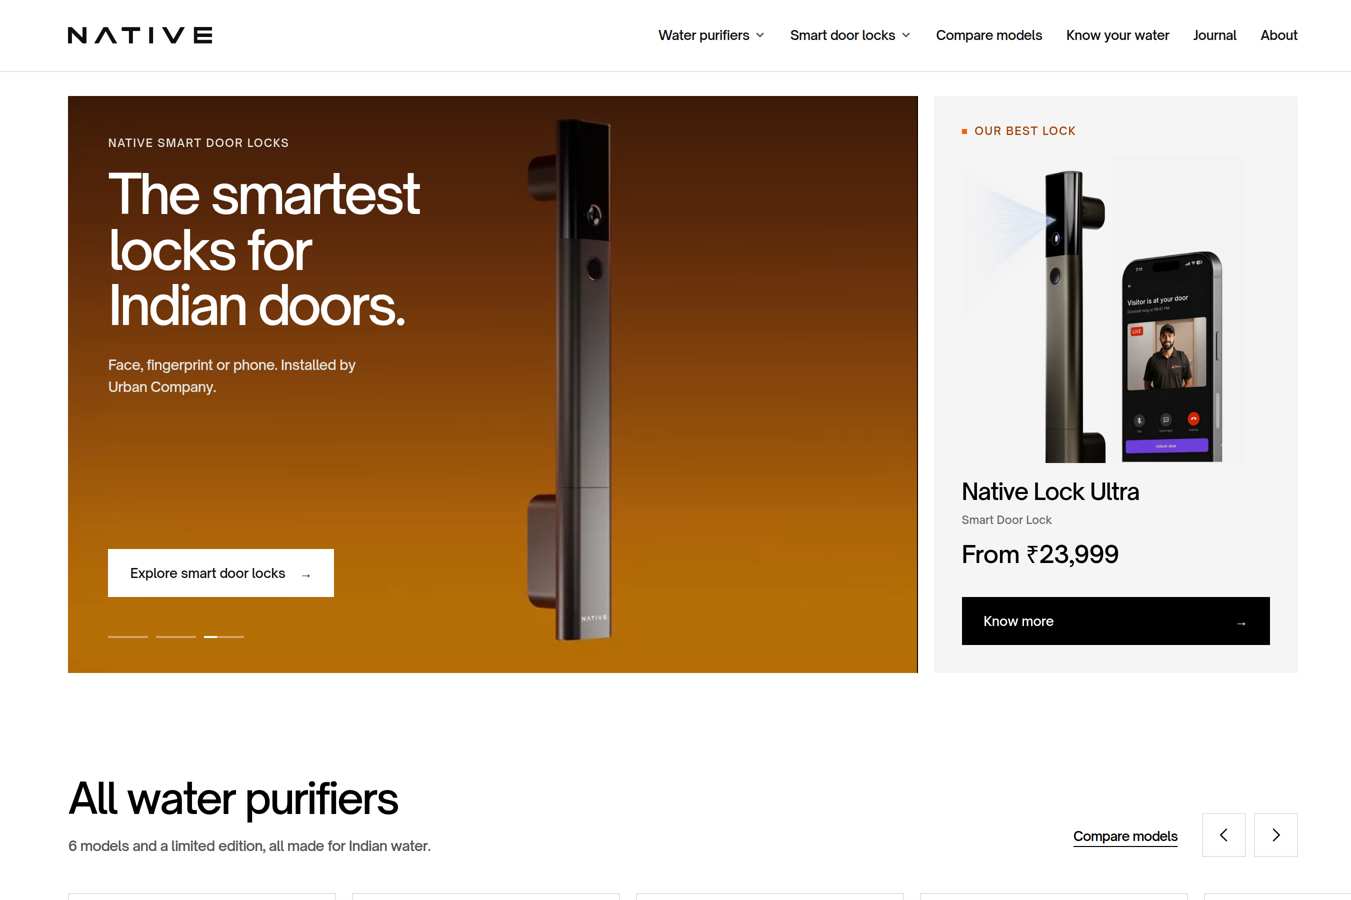 NATIVE
Water purifiers
Smart door locks
Compare models
Know your water
Journal
About
NATIVE SMART DOOR LOCKS
The smartest
locks for
Indian doors.
Face, fingerprint or phone. Installed by
Urban Company.
Explore smart door locks →
NATIVE
OUR BEST LOCK
Visitor is at your door
LIVE
Native Lock Ultra
Smart Door Lock
From ₹23,999
Know more →
All water purifiers
6 models and a limited edition, all made for Indian water.
Compare models